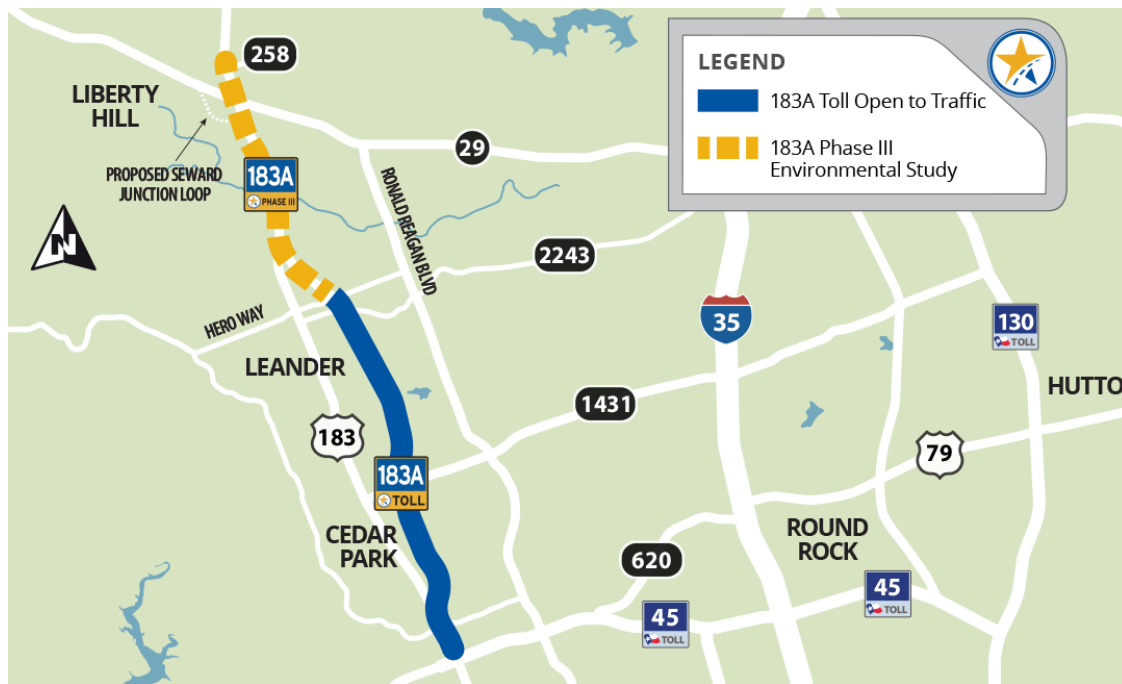 258
LIBERTY
HILL
PROPOSED SEWARD
JUNCTION LOOP
183A
PHASE III
29
RONALD REAGAN BLVD
N
2243
HERO WAY
LEANDER
183
1431
183A
TOLL
CEDAR
PARK
LEGEND
183A Toll Open to Traffic
183A Phase III
Environmental Study
35
130
TOLL
HUTTO
79
ROUND
ROCK
620
45
TOLL
45
TOLL